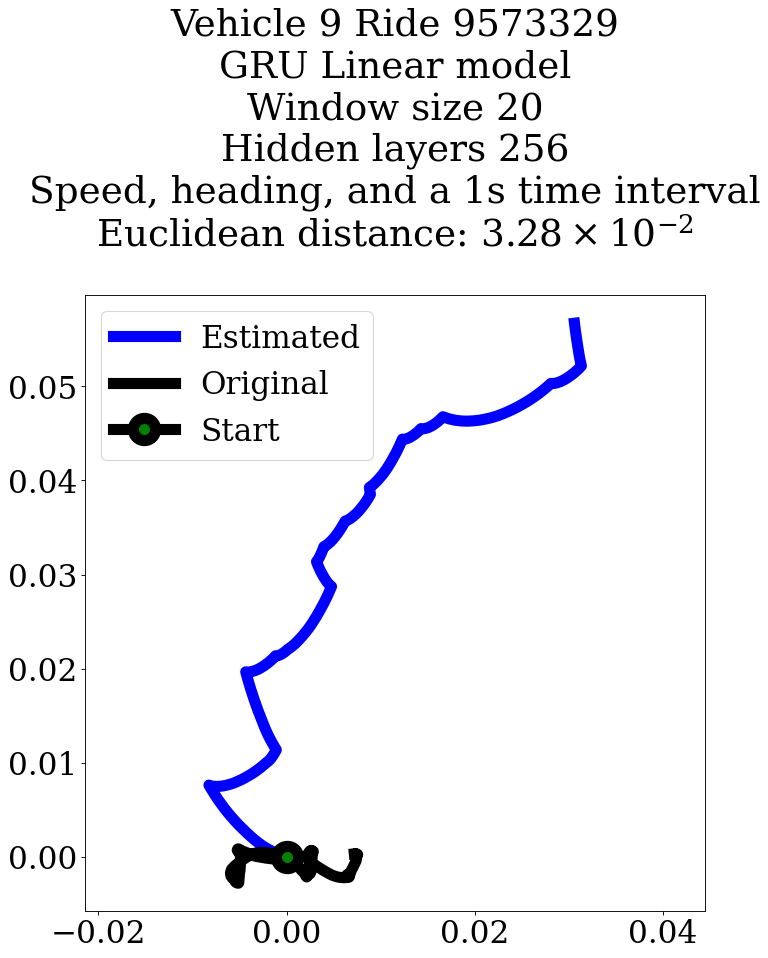 Vehicle 9 Ride 9573329
GRU Linear model
Window size 20
Hidden layers 256
Speed, heading, and a 1s time interval
Euclidean distance: 3.28 × 10⁻²
Estimated
Original
Start
0.05
0.04
0.03
0.02
0.01
0.00
−0.02 0.00 0.02 0.04